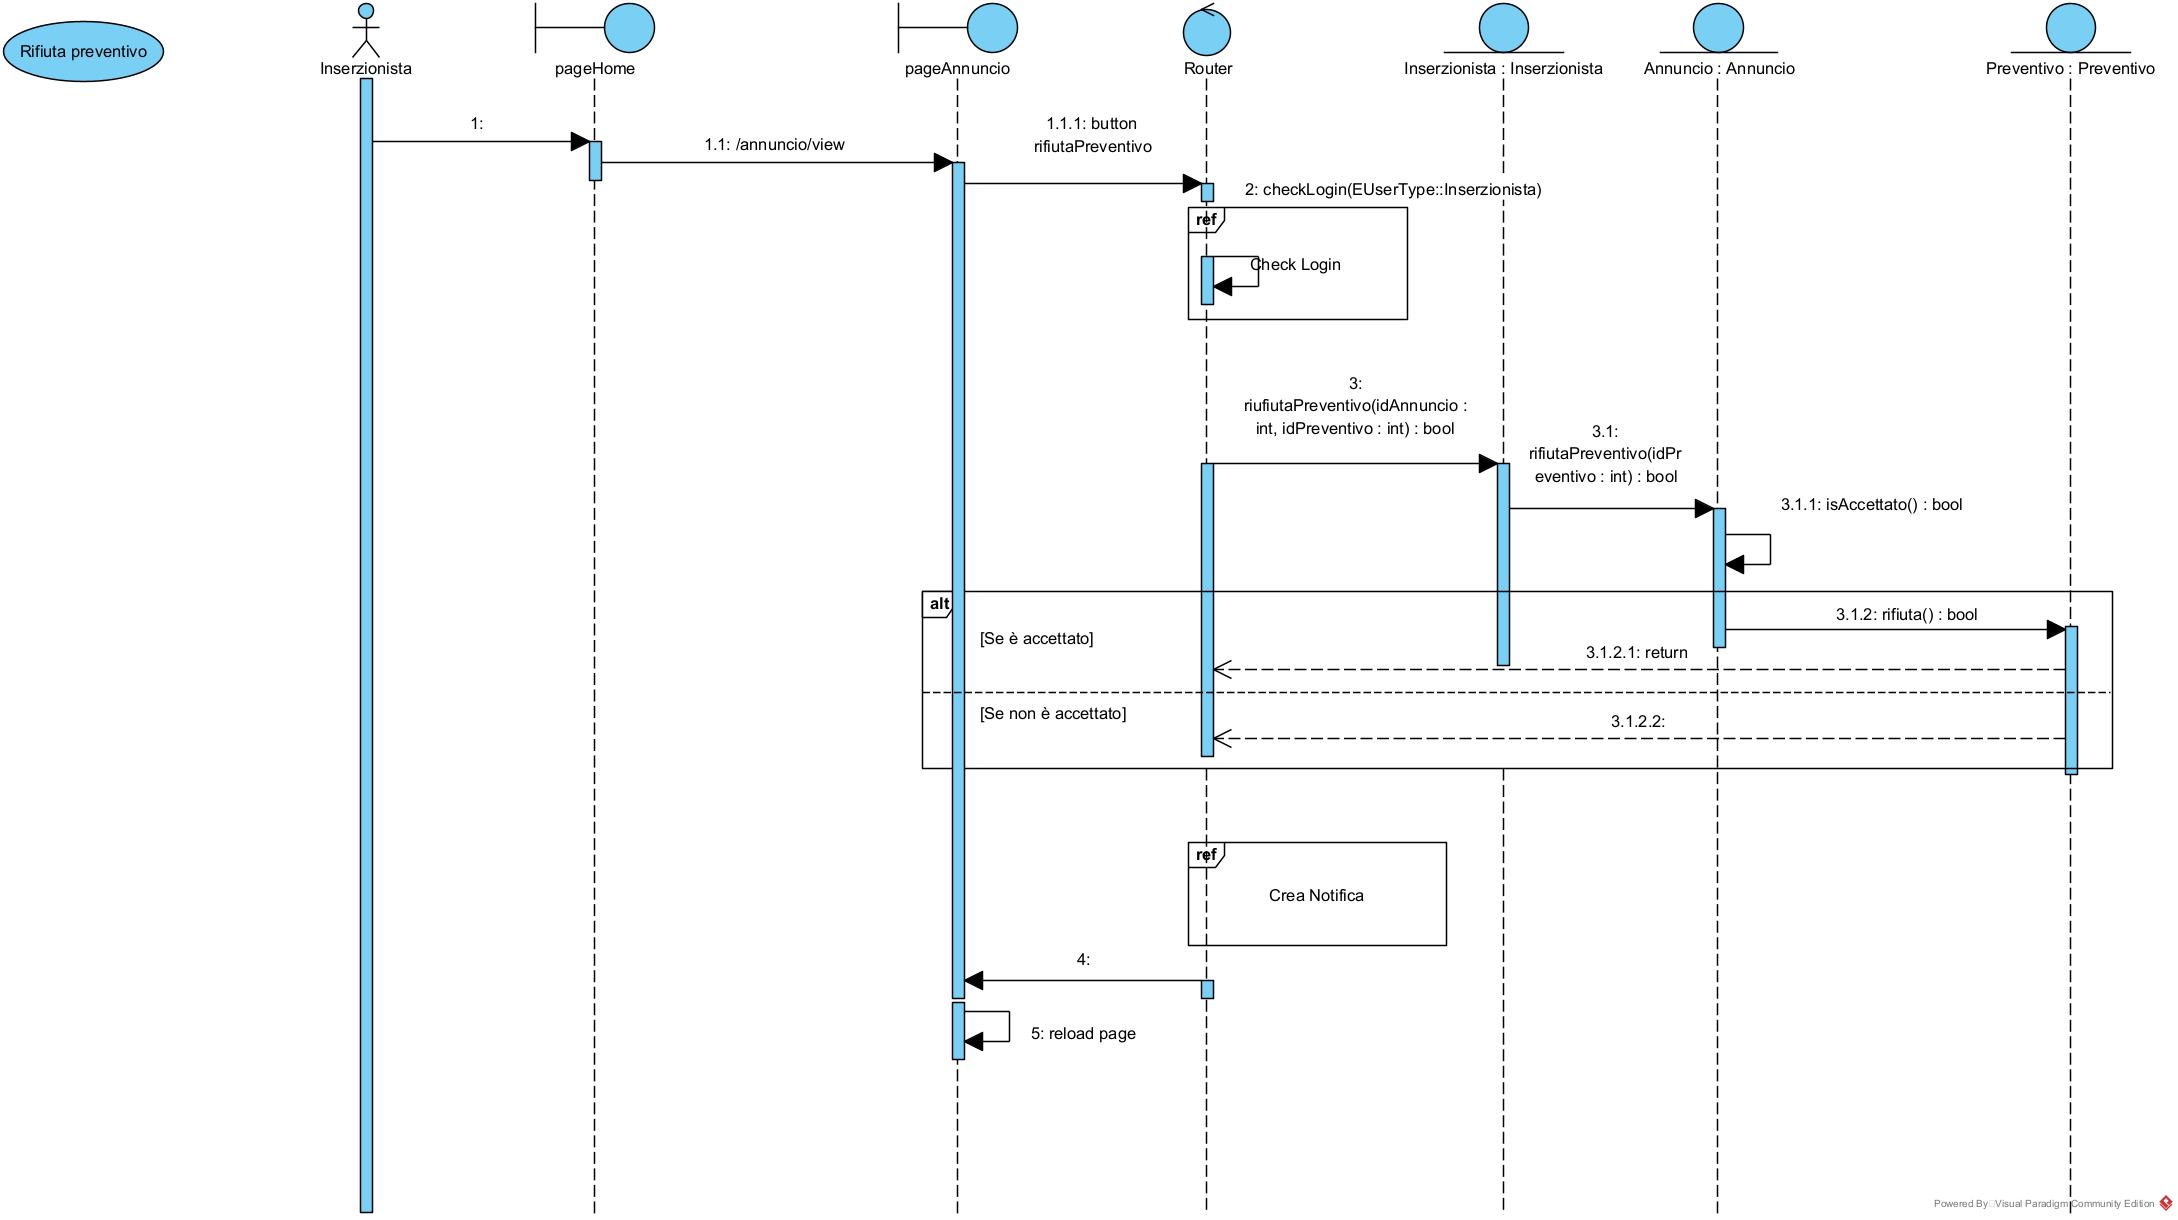 Rifiuta preventivo
Inserzionista
pageHome
pageAnnuncio
Router
Inserzionista : Inserzionista
Annuncio : Annuncio
Preventivo : Preventivo
1:
1.1: /annuncio/view
1.1.1: button
rifiutaPreventivo
2: checkLogin(EUserType::Inserzionista)
ref
Check Login
3:
riufiutaPreventivo(idAnnuncio :
int, idPreventivo : int) : bool
3.1:
rifiutaPreventivo(idPr
eventivo : int) : bool
3.1.1: isAccettato() : bool
alt
3.1.2: rifiuta() : bool
[Se è accettato]
3.1.2.1: return
[Se non è accettato]
3.1.2.2:
ref
Crea Notifica
4:
5: reload page
Powered By Visual Paradigm Community Edition